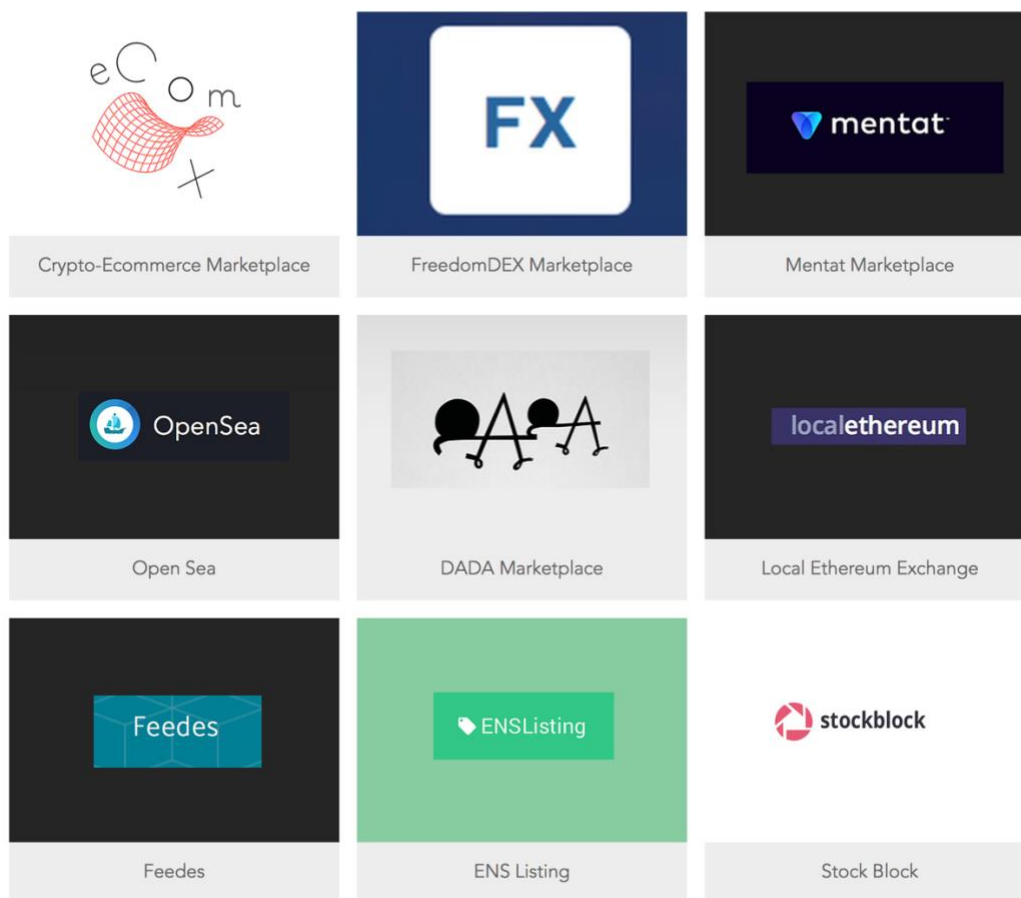 eComX
Crypto-Ecommerce Marketplace
FX
FreedomDEX Marketplace
mentat
Mentat Marketplace
OpenSea
Open Sea
DADA
DADA Marketplace
localethereum
Local Ethereum Exchange
Feedes
Feedes
ENSListing
ENS Listing
stockblock
Stock Block